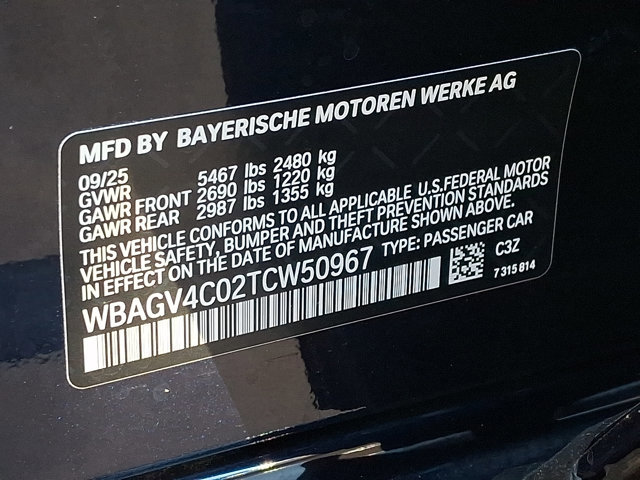 MFD BY BAYERISCHE MOTOREN WERKE AG
09/25
GVWR 5467 lbs 2480 kg
GAWR FRONT 2690 lbs 1220 kg
GAWR REAR 2987 lbs 1355 kg
THIS VEHICLE CONFORMS TO ALL APPLICABLE U.S.FEDERAL MOTOR
VEHICLE SAFETY, BUMPER AND THEFT PREVENTION STANDARDS
IN EFFECT ON THE DATE OF MANUFACTURE SHOWN ABOVE.
WBAGV4C02TCW50967 TYPE: PASSENGER CAR
C3Z
7 315 814